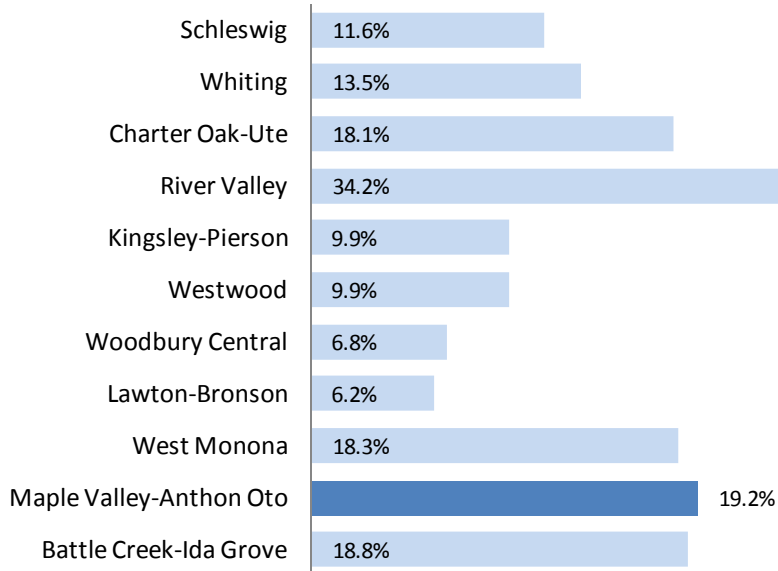 Schleswig 11.6%
Whiting 13.5%
Charter Oak-Ute 18.1%
River Valley 34.2%
Kingsley-Pierson 9.9%
Westwood 9.9%
Woodbury Central 6.8%
Lawton-Bronson 6.2%
West Monona 18.3%
Maple Valley-Anthon Oto 19.2%
Battle Creek-Ida Grove 18.8%